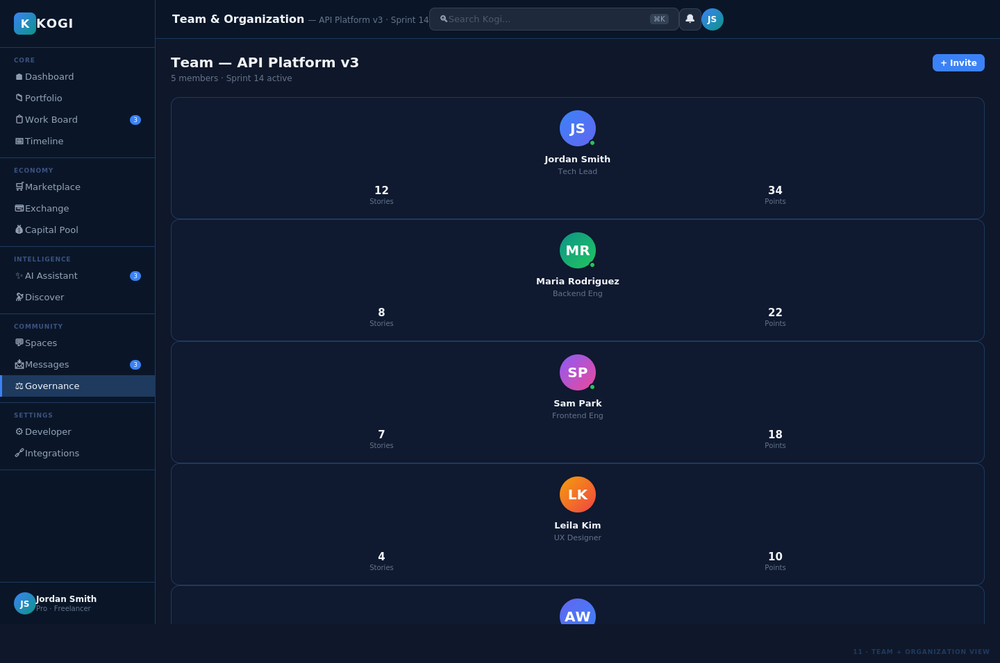 K KOGI
CORE
Dashboard
Portfolio
Work Board 3
Timeline
ECONOMY
Marketplace
Exchange
Capital Pool
INTELLIGENCE
AI Assistant 3
Discover
COMMUNITY
Spaces
Messages 3
Governance
SETTINGS
Developer
Integrations
JS Jordan Smith
Pro · Freelancer
Team & Organization — API Platform v3 · Sprint 14 Search Kogi... ⌘K JS
Team — API Platform v3
+ Invite
5 members · Sprint 14 active
JS
Jordan Smith
Tech Lead
12 34
Stories Points
MR
Maria Rodriguez
Backend Eng
8 22
Stories Points
SP
Sam Park
Frontend Eng
7 18
Stories Points
LK
Leila Kim
UX Designer
4 10
Stories Points
AW
11 · TEAM + ORGANIZATION VIEW